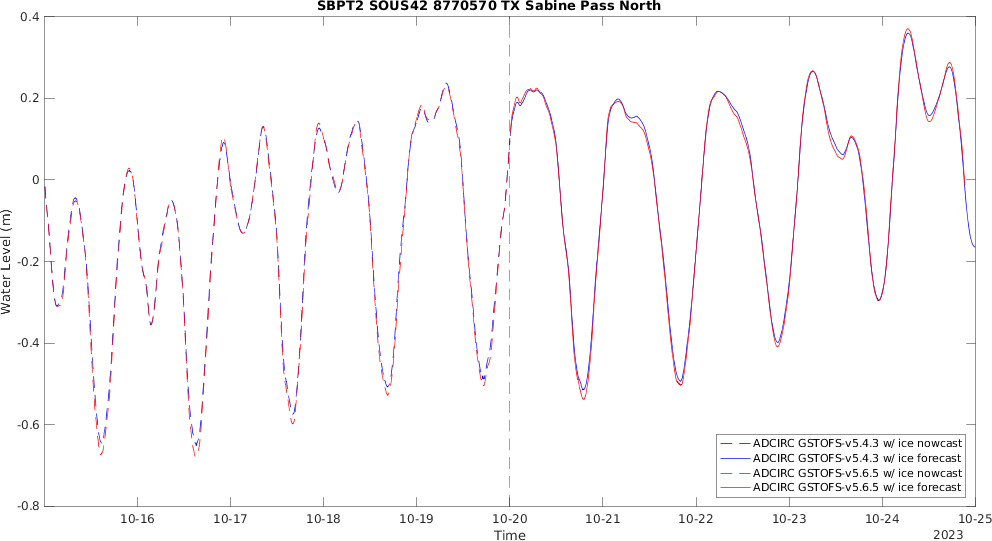 SBPT2 SOUS42 8770570 TX Sabine Pass North
0.4
0.2
0
-0.2
-0.4
-0.6
-0.8
Water Level (m)
10-16 10-17 10-18 10-19 10-20 10-21 10-22 10-23 10-24 10-25
Time
2023
ADCIRC GSTOFS-v5.4.3 w/ ice nowcast
ADCIRC GSTOFS-v5.4.3 w/ ice forecast
ADCIRC GSTOFS-v5.6.5 w/ ice nowcast
ADCIRC GSTOFS-v5.6.5 w/ ice forecast